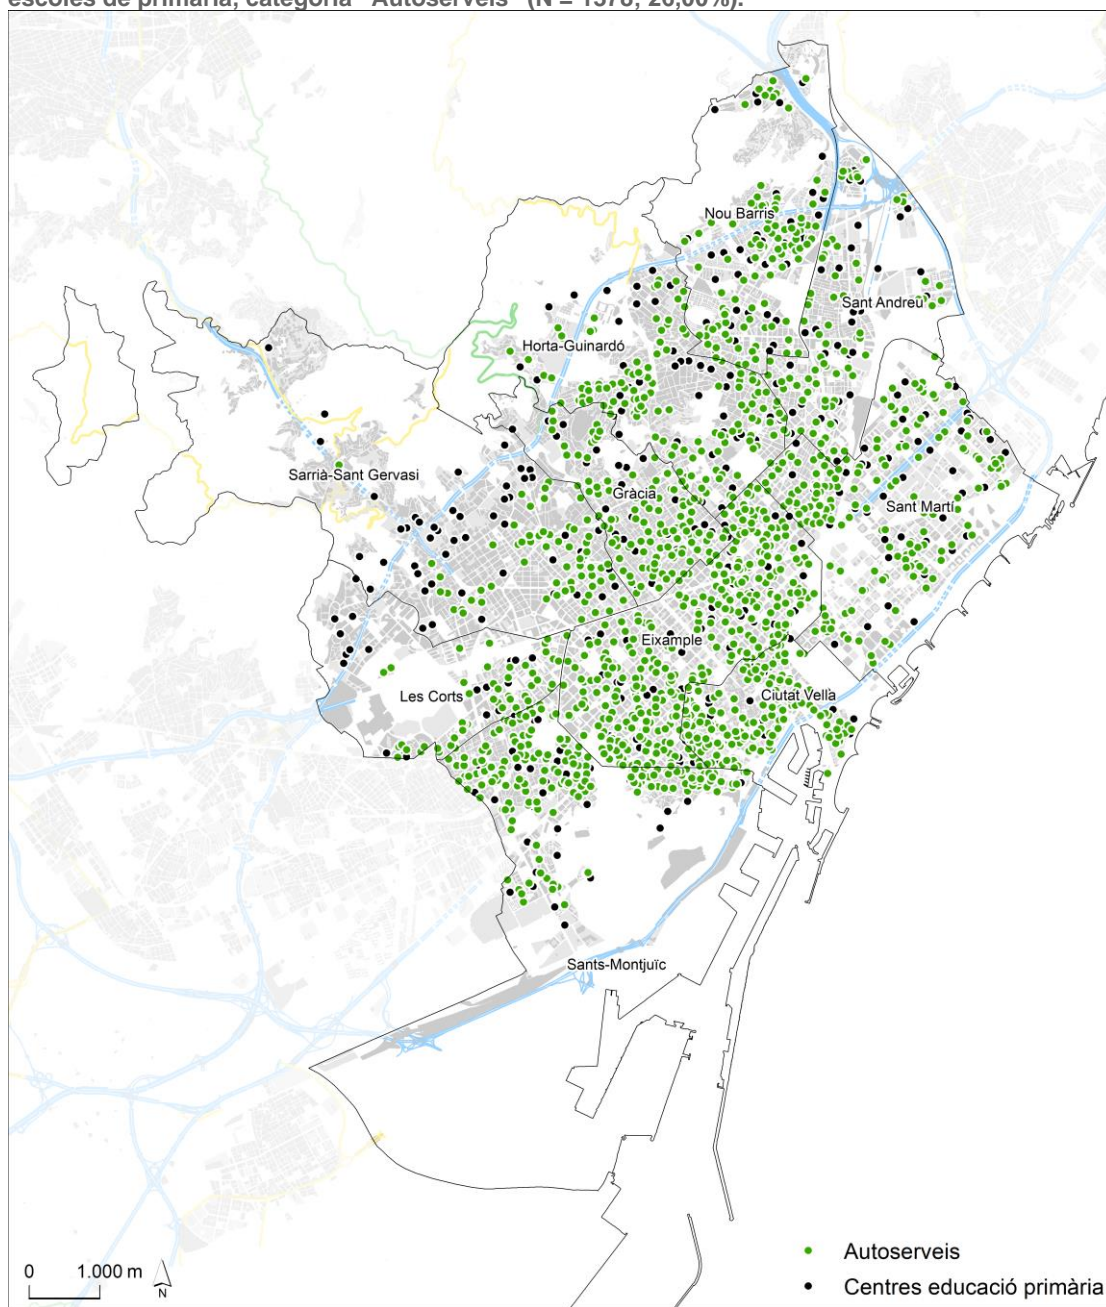 escoles de primària, categoria "Autoserveis" (N = 1578; 26,00%).
Nou Barris
Sant Andreu
Horta-Guinardó
Sarrià-Sant Gervasi
Gràcia
Sant Martí
Eixample
Les Corts
Ciutat Vella
Sants-Montjuïc
Autoserveis
0 1.000 m
N
Centres educació primària